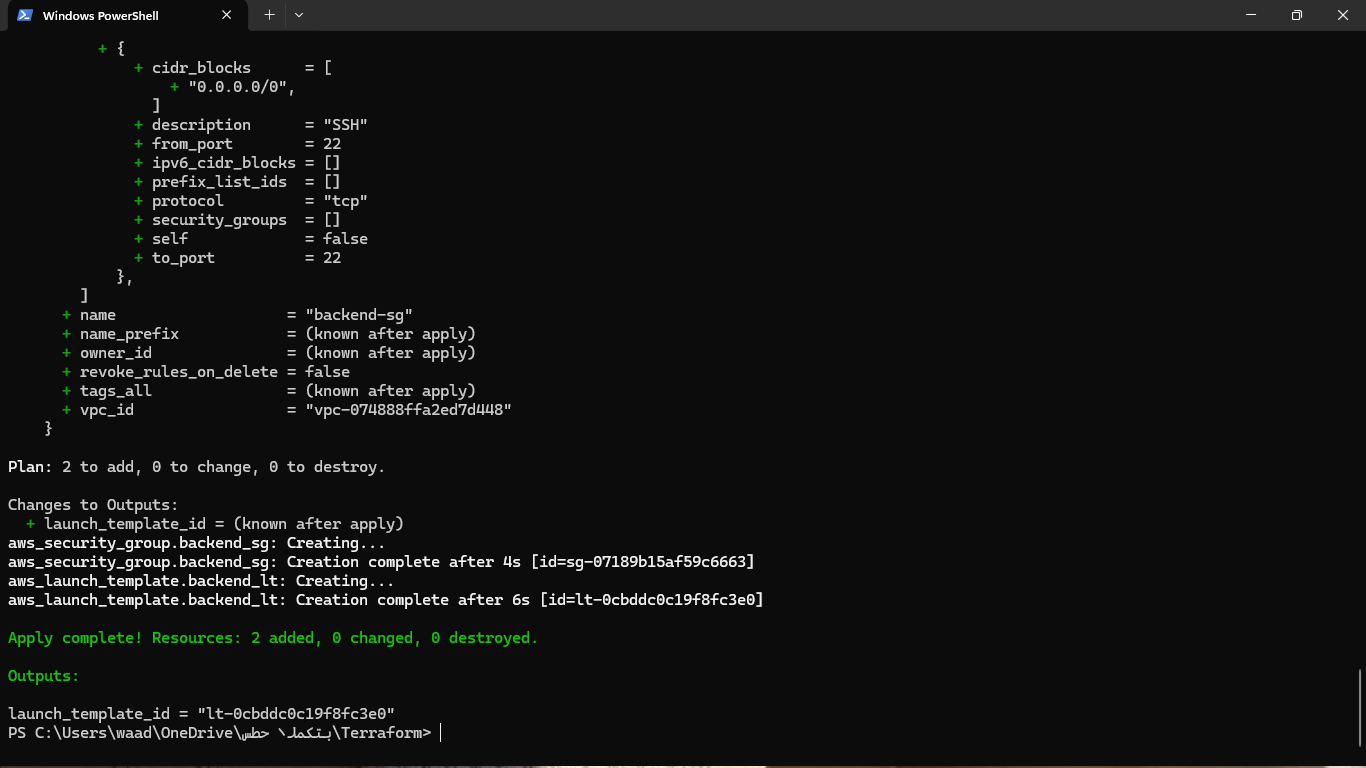 Windows PowerShell
+ {
+ cidr_blocks = [
+ "0.0.0.0/0",
]
+ description = "SSH"
+ from_port = 22
+ ipv6_cidr_blocks = []
+ prefix_list_ids = []
+ protocol = "tcp"
+ security_groups = []
+ self = false
+ to_port = 22
},
]
+ name = "backend-sg"
+ name_prefix = (known after apply)
+ owner_id = (known after apply)
+ revoke_rules_on_delete = false
+ tags_all = (known after apply)
+ vpc_id = "vpc-074888ffa2ed7d448"
}
Plan: 2 to add, 0 to change, 0 to destroy.
Changes to Outputs:
+ launch_template_id = (known after apply)
aws_security_group.backend_sg: Creating...
aws_security_group.backend_sg: Creation complete after 4s [id=sg-07189b15af59c6663]
aws_launch_template.backend_lt: Creating...
aws_launch_template.backend_lt: Creation complete after 6s [id=lt-0cbddc0c19f8fc3e0]
Apply complete! Resources: 2 added, 0 changed, 0 destroyed.
Outputs:
launch_template_id = "lt-0cbddc0c19f8fc3e0"
PS C:\Users\waad\OneDrive\سطح المكتب\Terraform>